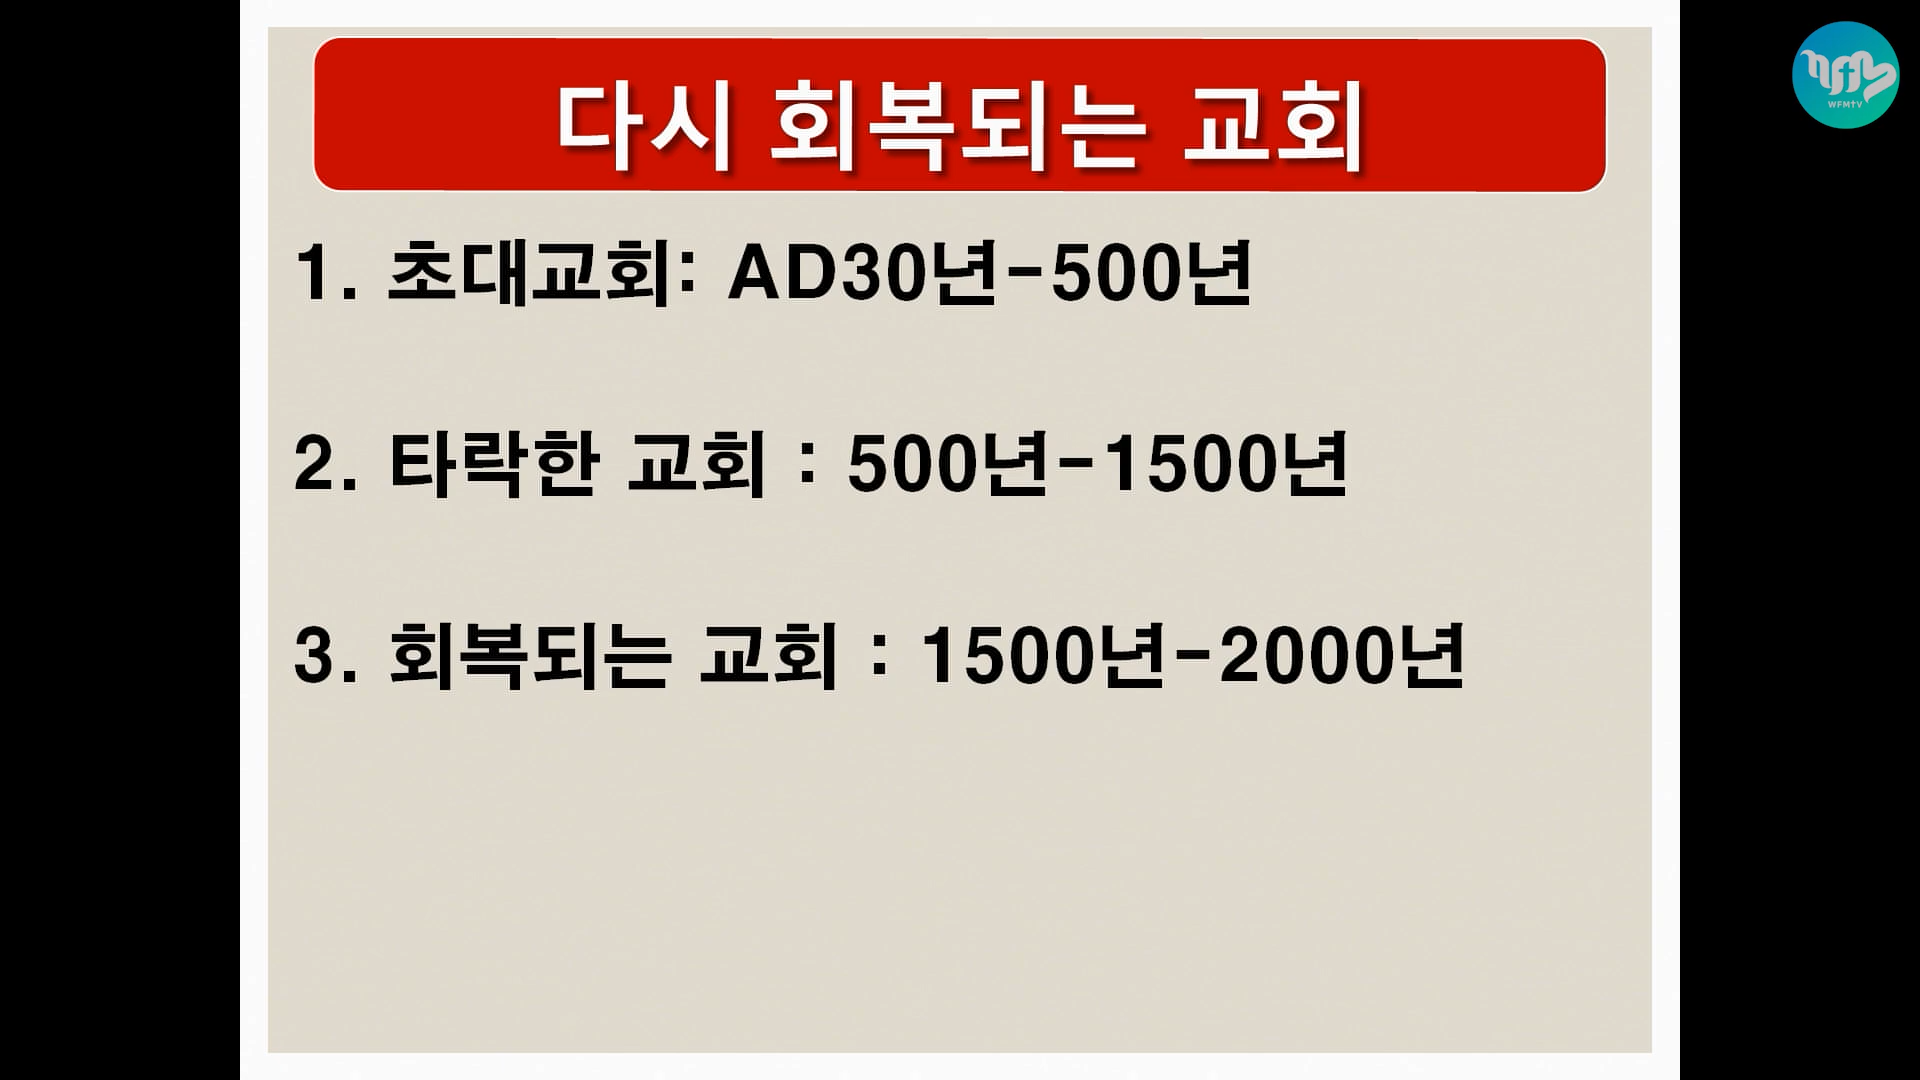 다시 회복되는 교회
WFMTV
1. 초대교회: AD30년-500년
2. 타락한 교회 : 500년-1500년
3. 회복되는 교회 : 1500년-2000년